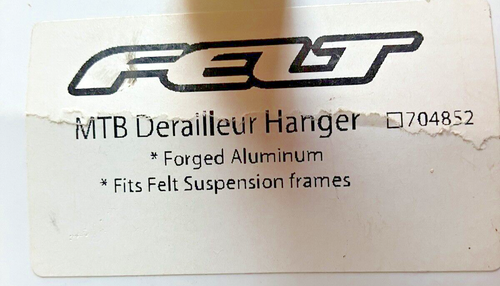 FELT
MTB Derailleur Hanger □704852
* Forged Aluminum
* Fits Felt Suspension frames